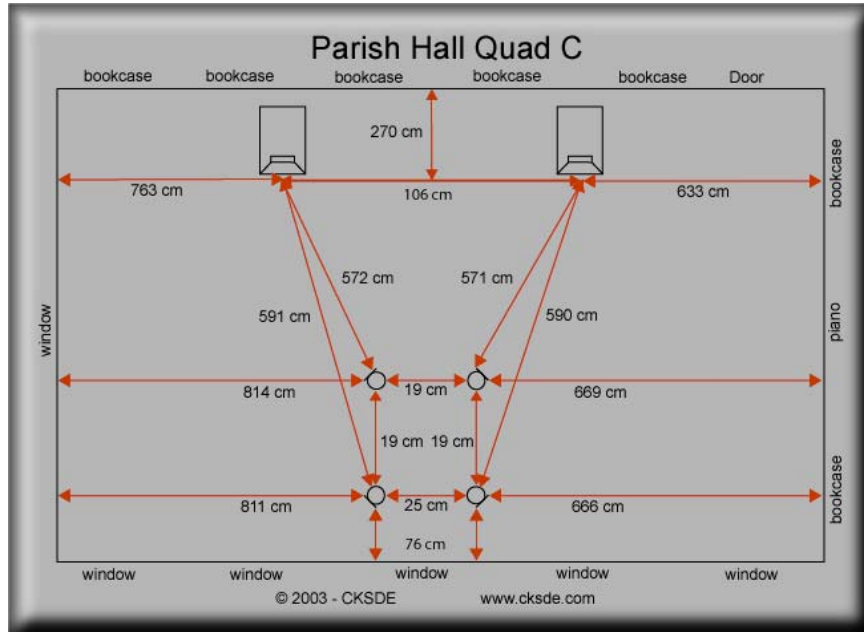 Parish Hall Quad C
bookcase bookcase bookcase bookcase bookcase Door
270 cm
763 cm 106 cm 633 cm
bookcase
572 cm 571 cm
591 cm 590 cm
window
piano
814 cm 19 cm 669 cm
19 cm 19 cm
bookcase
811 cm 25 cm 666 cm
76 cm
window window window window window
© 2003 - CKSDE www.cksde.com